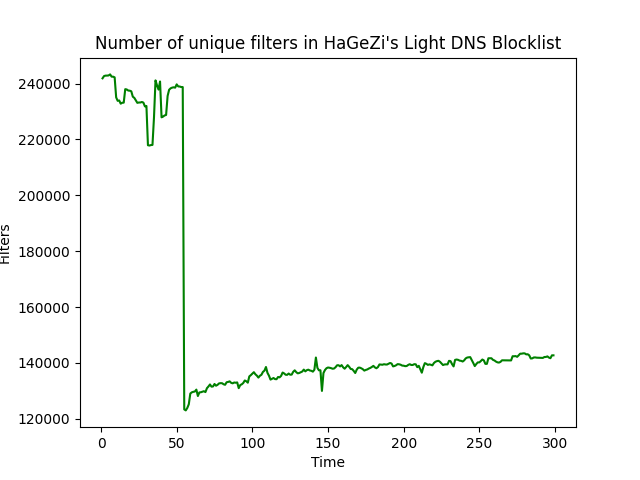 Number of unique filters in HaGeZi's Light DNS Blocklist
240000
220000
200000
180000
160000
140000
120000
Filters
0 50 100 150 200 250 300
Time